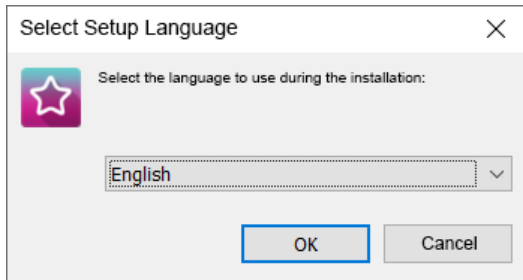 Select Setup Language
Select the language to use during the installation:
English
OK Cancel